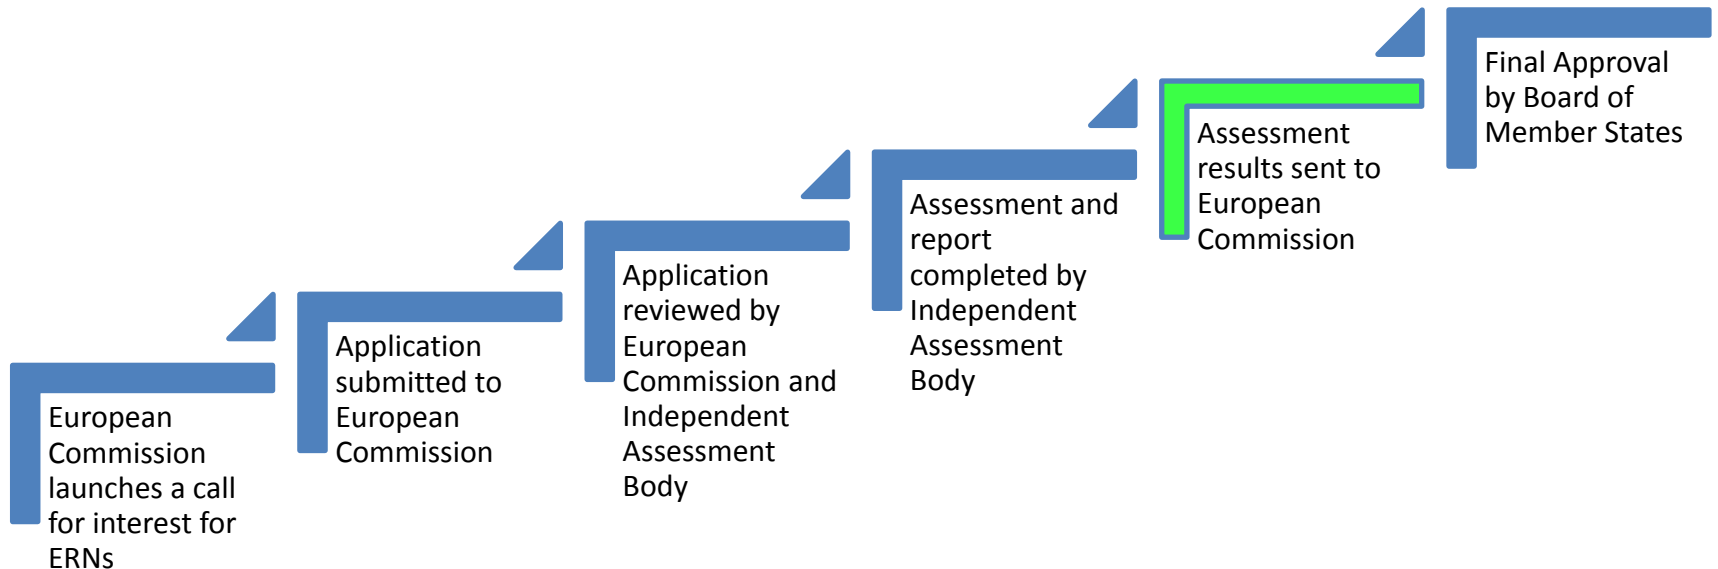 European
Commission
launches a call
for interest for
ERNs
Application
submitted to
European
Commission
Application
reviewed by
European
Commission and
Independent
Assessment
Body
Assessment and
report
completed by
Independent
Assessment
Body
Assessment
results sent to
European
Commission
Final Approval
by Board of
Member States